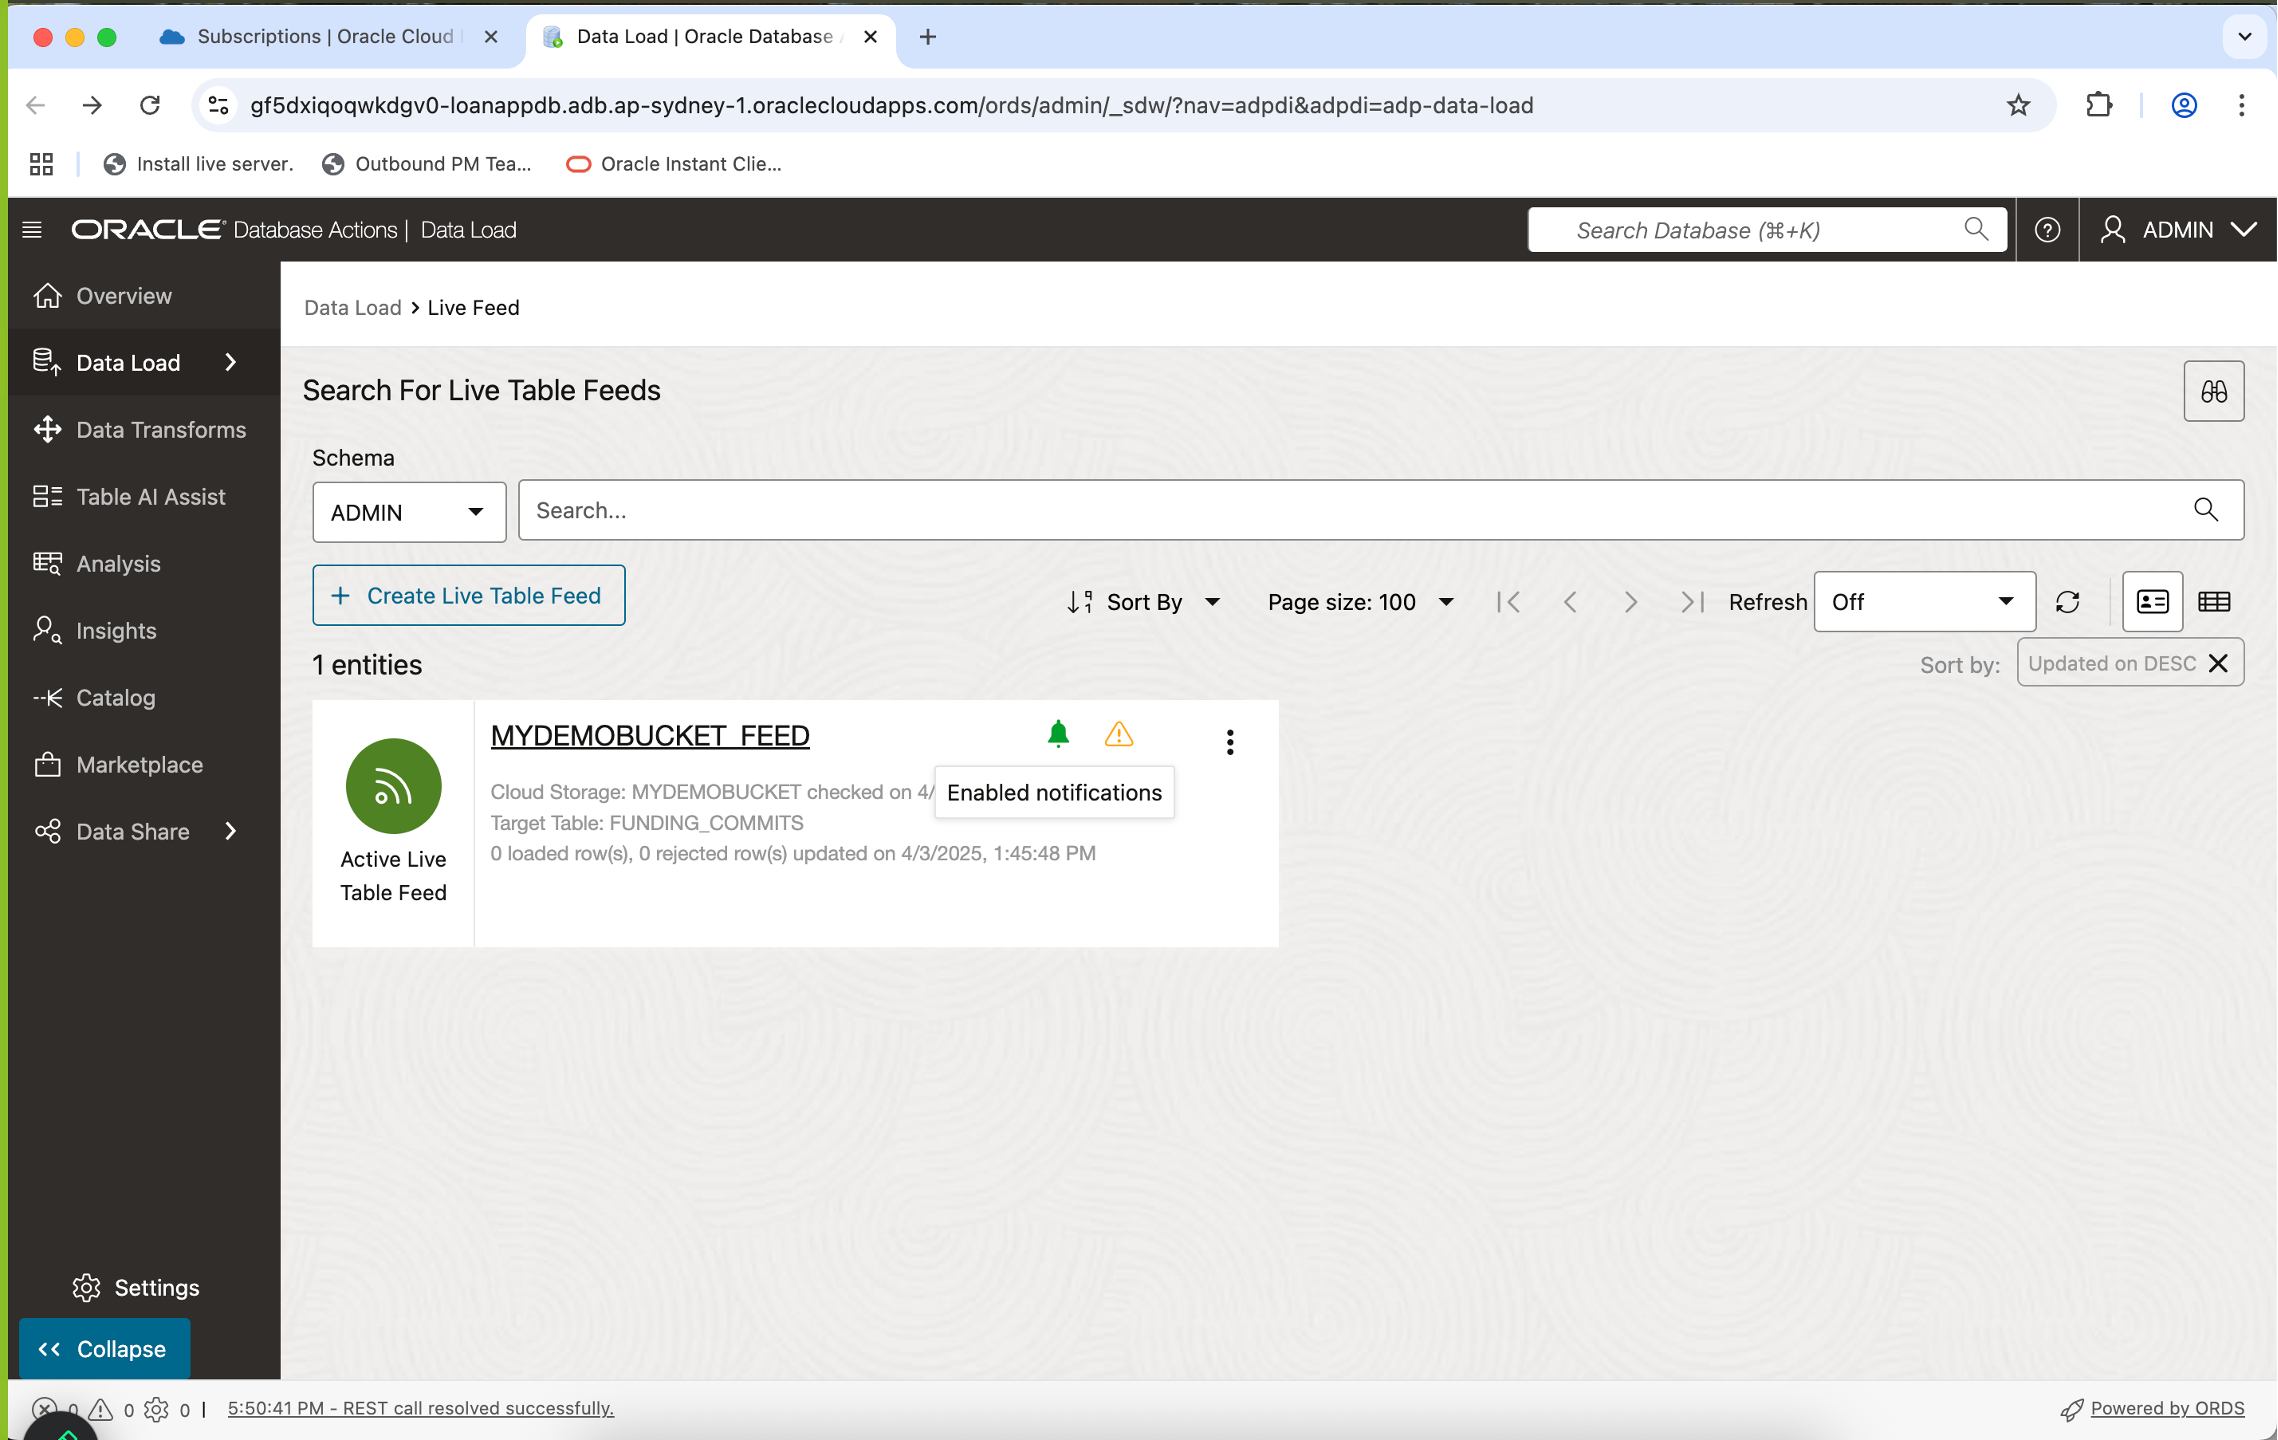 Subscriptions | Oracle Cloud
Data Load | Oracle Database
gf5dxiqoqwkdgv0-loanappdb.adb.ap-sydney-1.oraclecloudapps.com/ords/admin/_sdw/?nav=adpdi&adpdi=adp-data-load
Install live server.
Outbound PM Tea...
Oracle Instant Clie...
ORACLE Database Actions | Data Load
Search Database (⌘+K)
ADMIN
Overview
Data Load
Data Transforms
Table AI Assist
Analysis
Insights
Catalog
Marketplace
Data Share
Settings
Collapse
Data Load > Live Feed
Search For Live Table Feeds
Schema
ADMIN
Search...
+ Create Live Table Feed
Sort By
Page size: 100
Refresh
Off
1 entities
Sort by:
Updated on DESC
MYDEMOBUCKET_FEED
Cloud Storage: MYDEMOBUCKET checked on 4/
Enabled notifications
Target Table: FUNDING_COMMITS
0 loaded row(s), 0 rejected row(s) updated on 4/3/2025, 1:45:48 PM
Active Live
Table Feed
0 0 0 | 5:50:41 PM - REST call resolved successfully.
Powered by ORDS